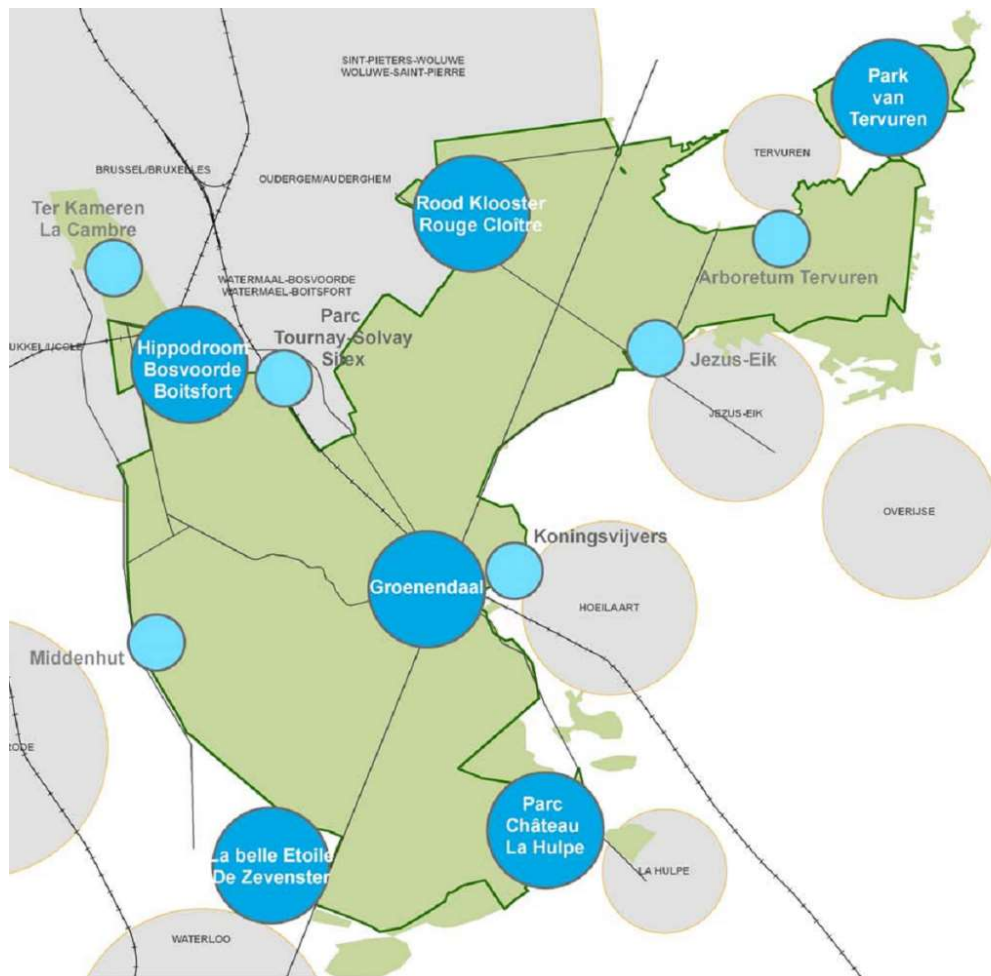 SINT-PIETERS-WOLUWE
WOLUWE-SAINT-PIERRE
Park
van
Tervuren
TERVUREN
BRUSSEL/BRUXELLES
OUDERGEM/AUDERGHEM
Rood Klooster
Rouge Cloître
Ter Kameren
La Cambre
Arboretum Tervuren
WATERMAAL-BOSVOORDE
WATERMAEL-BOITSFORT
Parc
Tournay-Solvay
Sitex
UKKEL/UCCLE
Hippodroom
Bosvoorde
Boitsfort
Jezus-Eik
JEZUS-EIK
OVERIJSE
Koningsvijvers
Groenendaal
HOEILAART
Middenhut
RODE
Parc
Château
La Hulpe
La belle Etoile
De Zevenster
LA HULPE
WATERLOO